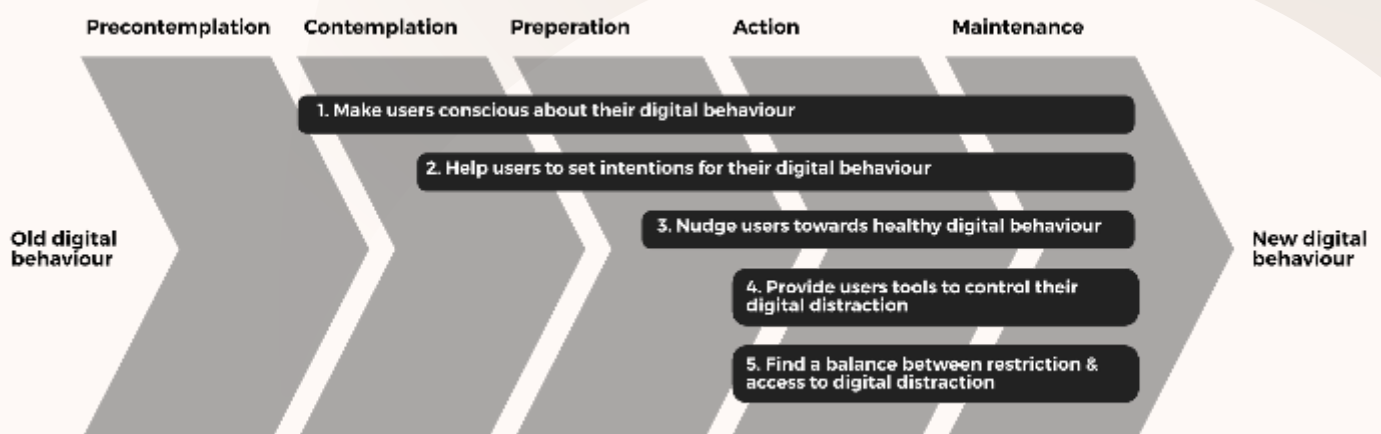 Precontemplation
Contemplation
Preperation
Action
Maintenance
1. Make users conscious about their digital behaviour
2. Help users to set intentions for their digital behaviour
3. Nudge users towards healthy digital behaviour
Old digital
behaviour
New digital
behaviour
4. Provide users tools to control their
digital distraction
5. Find a balance between restriction &
access to digital distraction